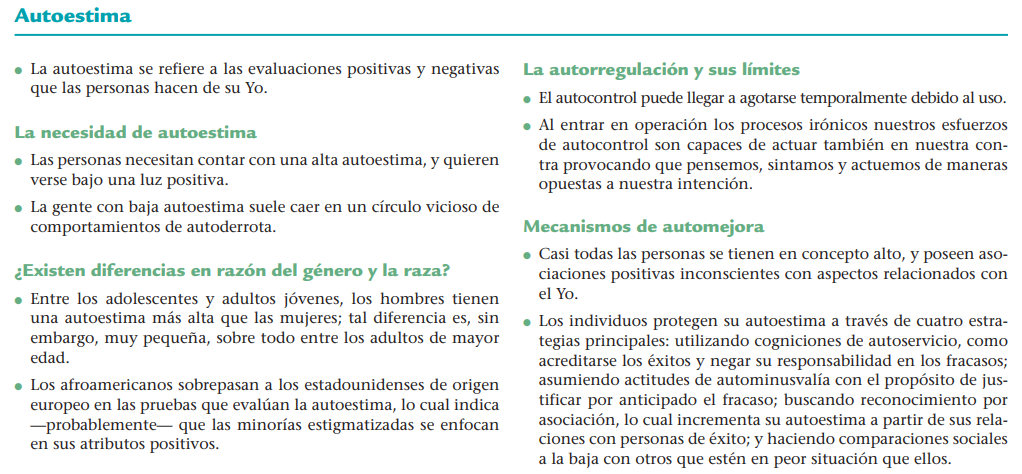 Autoestima
● La autoestima se refiere a las evaluaciones positivas y negativas
que las personas hacen de su Yo.
La necesidad de autoestima
● Las personas necesitan contar con una alta autoestima, y quieren
verse bajo una luz positiva.
● La gente con baja autoestima suele caer en un círculo vicioso de
comportamientos de autoderrota.
¿Existen diferencias en razón del género y la raza?
● Entre los adolescentes y adultos jóvenes, los hombres tienen
una autoestima más alta que las mujeres; tal diferencia es, sin
embargo, muy pequeña, sobre todo entre los adultos de mayor
edad.
● Los afroamericanos sobrepasan a los estadounidenses de origen
europeo en las pruebas que evalúan la autoestima, lo cual indica
—probablemente— que las minorías estigmatizadas se enfocan
en sus atributos positivos.
La autorregulación y sus límites
● El autocontrol puede llegar a agotarse temporalmente debido al uso.
● Al entrar en operación los procesos irónicos nuestros esfuerzos
de autocontrol son capaces de actuar también en nuestra con-
tra provocando que pensemos, sintamos y actuemos de maneras
opuestas a nuestra intención.
Mecanismos de automejora
● Casi todas las personas se tienen en concepto alto, y poseen aso-
ciaciones positivas inconscientes con aspectos relacionados con
el Yo.
● Los individuos protegen su autoestima a través de cuatro estra-
tegias principales: utilizando cogniciones de autoservicio, como
acreditarse los éxitos y negar su responsabilidad en los fracasos;
asumiendo actitudes de autominusvalía con el propósito de jus-
tificar por anticipado el fracaso; buscando reconocimiento por
asociación, lo cual incrementa su autoestima a partir de sus rela-
ciones con personas de éxito; y haciendo comparaciones sociales
a la baja con otros que estén en peor situación que ellos.